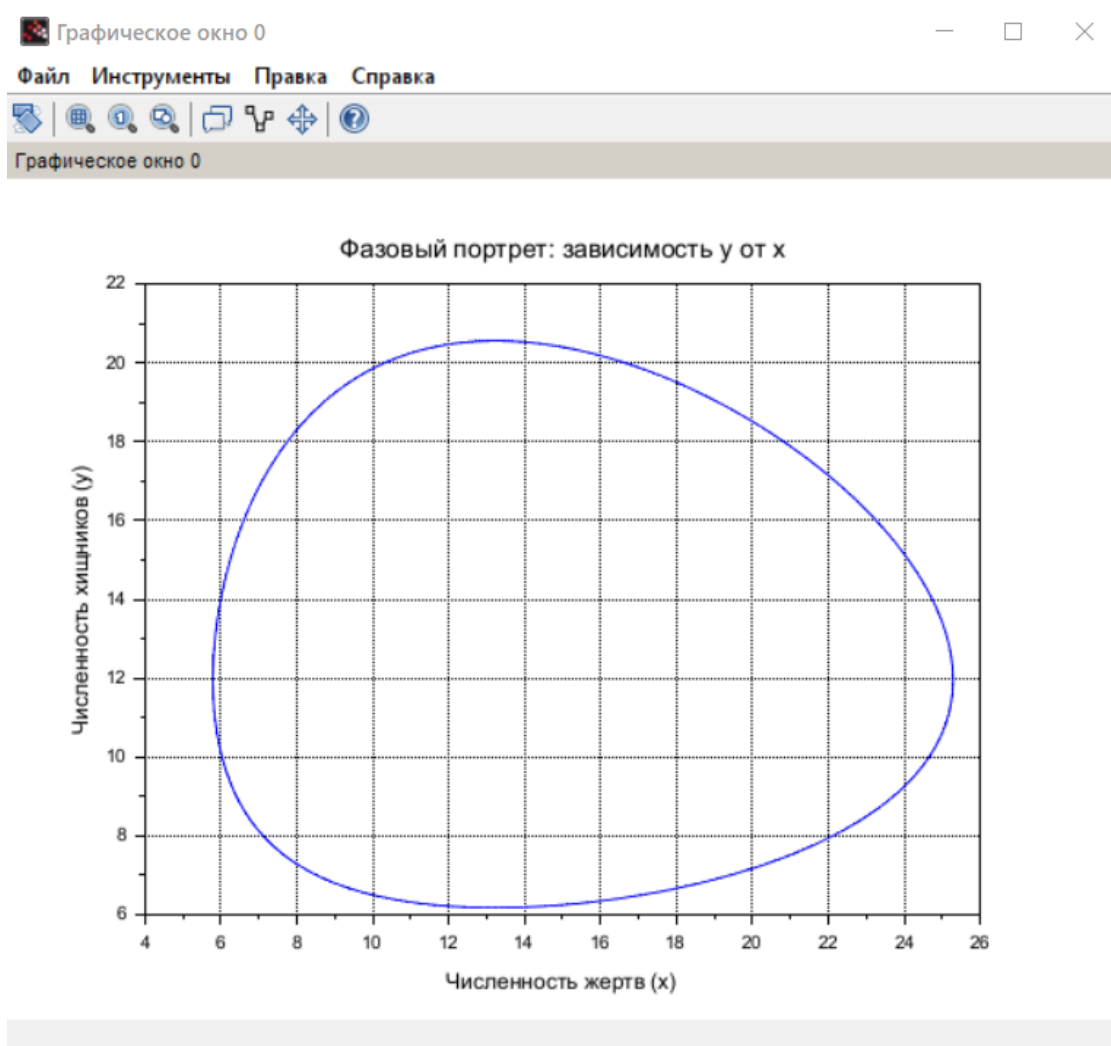 Графическое окно 0
Файл Инструменты Правка Справка
Графическое окно 0
Фазовый портрет: зависимость y от x
Численность хищников (y)
22
20
18
16
14
12
10
8
6
4 6 8 10 12 14 16 18 20 22 24 26
Численность жертв (x)